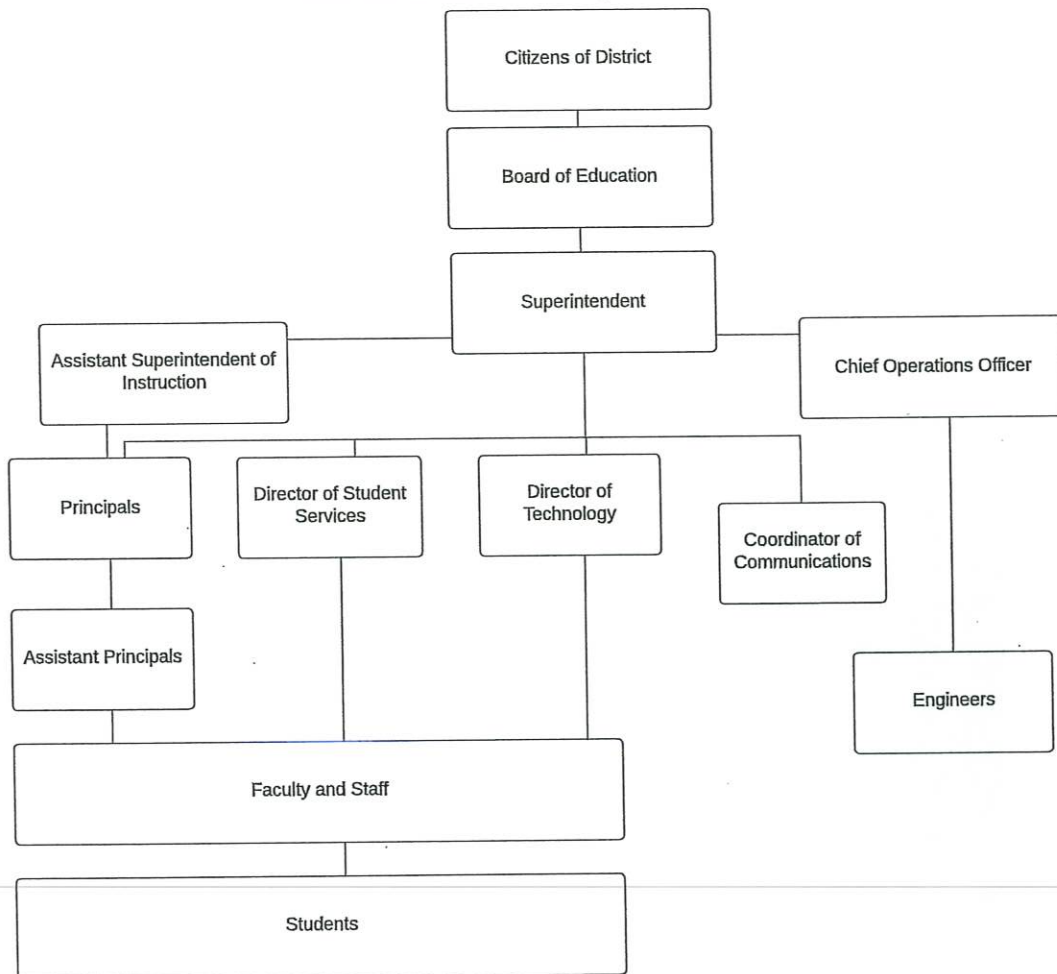 Citizens of District
Board of Education
Superintendent
Assistant Superintendent of
Instruction
Chief Operations Officer
Principals
Director of Student
Services
Director of
Technology
Coordinator of
Communications
Assistant Principals
Engineers
Faculty and Staff
Students